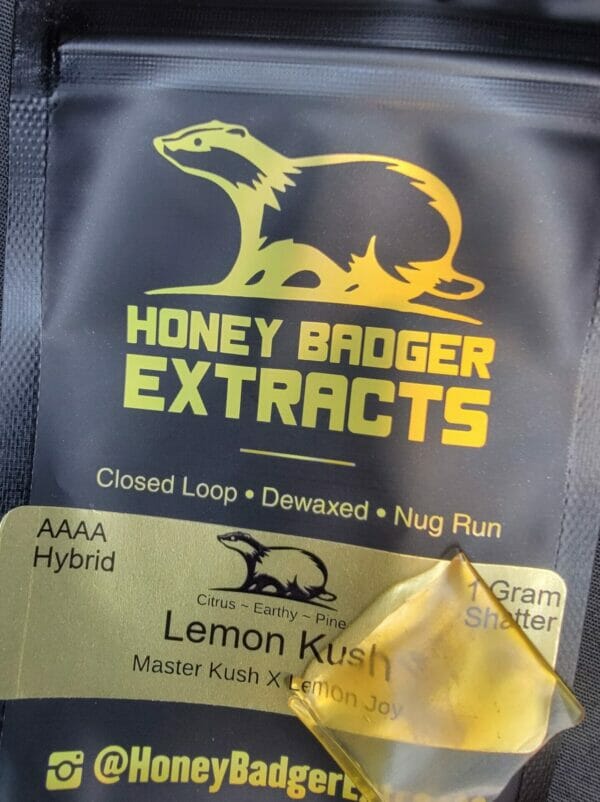 HONEY BADGER
EXTRACTS
Closed Loop • Dewaxed • Nug Run
AAAA
Hybrid
1 Gram
Shatter
Citrus ~ Earthy ~ Pine
Lemon Kush
Master Kush X Lemon Joy